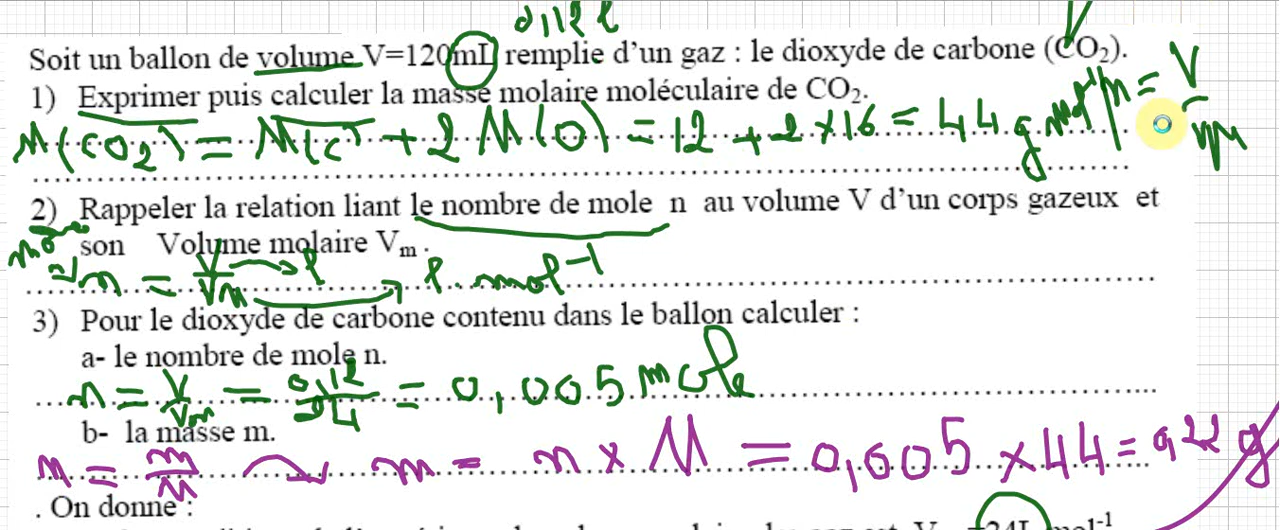 0,12 l
Soit un ballon de volume V=120mL remplie d’un gaz : le dioxyde de carbone (CO₂).
1) Exprimer puis calculer la masse molaire moléculaire de CO₂.
M(CO₂) = M(C) + 2 M(O) = 12 + 2 × 16 = 44 g mol⁻¹ n = V/Vm
2) Rappeler la relation liant le nombre de mole n au volume V d’un corps gazeux et
son Volume molaire Vₘ .
n = V/Vm → l → l . mol⁻¹
3) Pour le dioxyde de carbone contenu dans le ballon calculer :
a- le nombre de mole n.
n = V/Vm = 0,12/24 = 0,005 mole
b- la masse m.
n = m/M m = n × M = 0,005 × 44 = 0,22 g
. On donne :
24L mol⁻¹